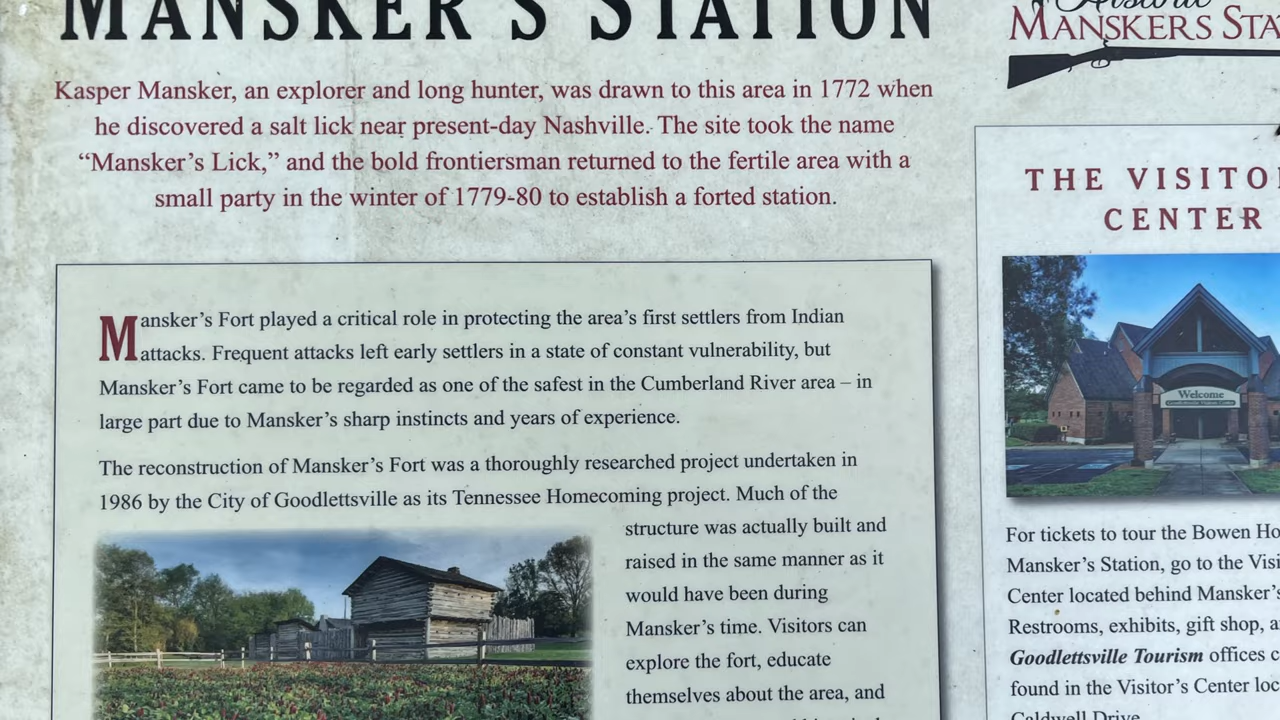 MANSKER'S STATION
Kasper Mansker, an explorer and long hunter, was drawn to this area in 1772 when
he discovered a salt lick near present-day Nashville. The site took the name
“Mansker’s Lick,” and the bold frontiersman returned to the fertile area with a
small party in the winter of 1779-80 to establish a forted station.
Mansker’s Fort played a critical role in protecting the area’s first settlers from Indian
attacks. Frequent attacks left early settlers in a state of constant vulnerability, but
Mansker’s Fort came to be regarded as one of the safest in the Cumberland River area – in
large part due to Mansker’s sharp instincts and years of experience.
The reconstruction of Mansker’s Fort was a thoroughly researched project undertaken in
1986 by the City of Goodlettsville as its Tennessee Homecoming project. Much of the
structure was actually built and
raised in the same manner as it
would have been during
Mansker’s time. Visitors can
explore the fort, educate
themselves about the area, and
Historic
MANSKERS STA
THE VISITO
CENTER
Welcome
Goodlettsville Visitors Center
For tickets to tour the Bowen Ho
Mansker’s Station, go to the Visi
Center located behind Mansker’s
Restrooms, exhibits, gift shop, a
Goodlettsville Tourism offices c
found in the Visitor’s Center loc
Caldwell Drive